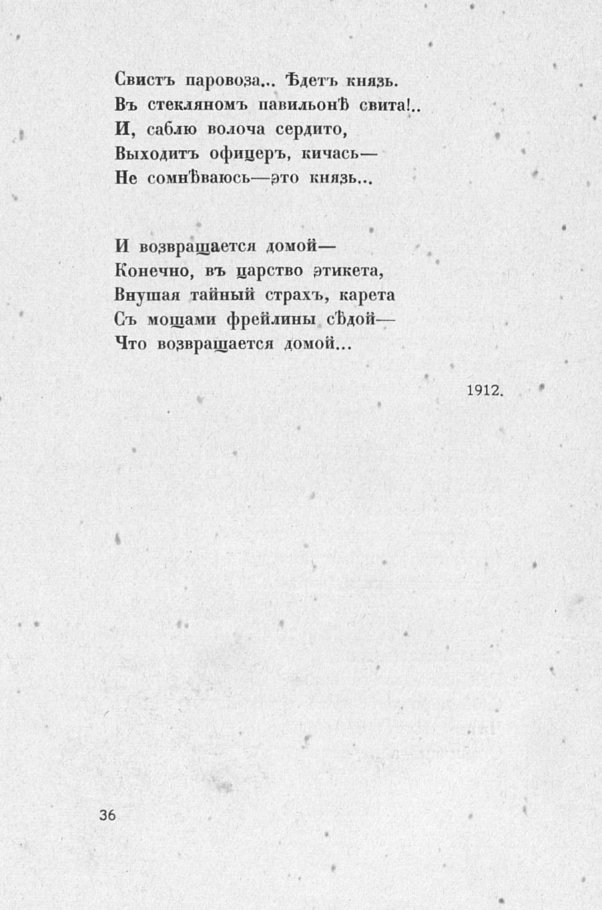 Свистъ паровоза... Ѣдетъ князь.
Въ стекляномъ павильонѣ свита!..
И, саблю волоча сердито,
Выходитъ офицеръ, кичась—
Не сомнѣваюсь—это князь...
И возвращается домой—
Конечно, въ царство этикета,
Внушая тайный страхъ, карета
Съ мощами фрейлины сѣдой—
Что возвращается домой...
1912.
36